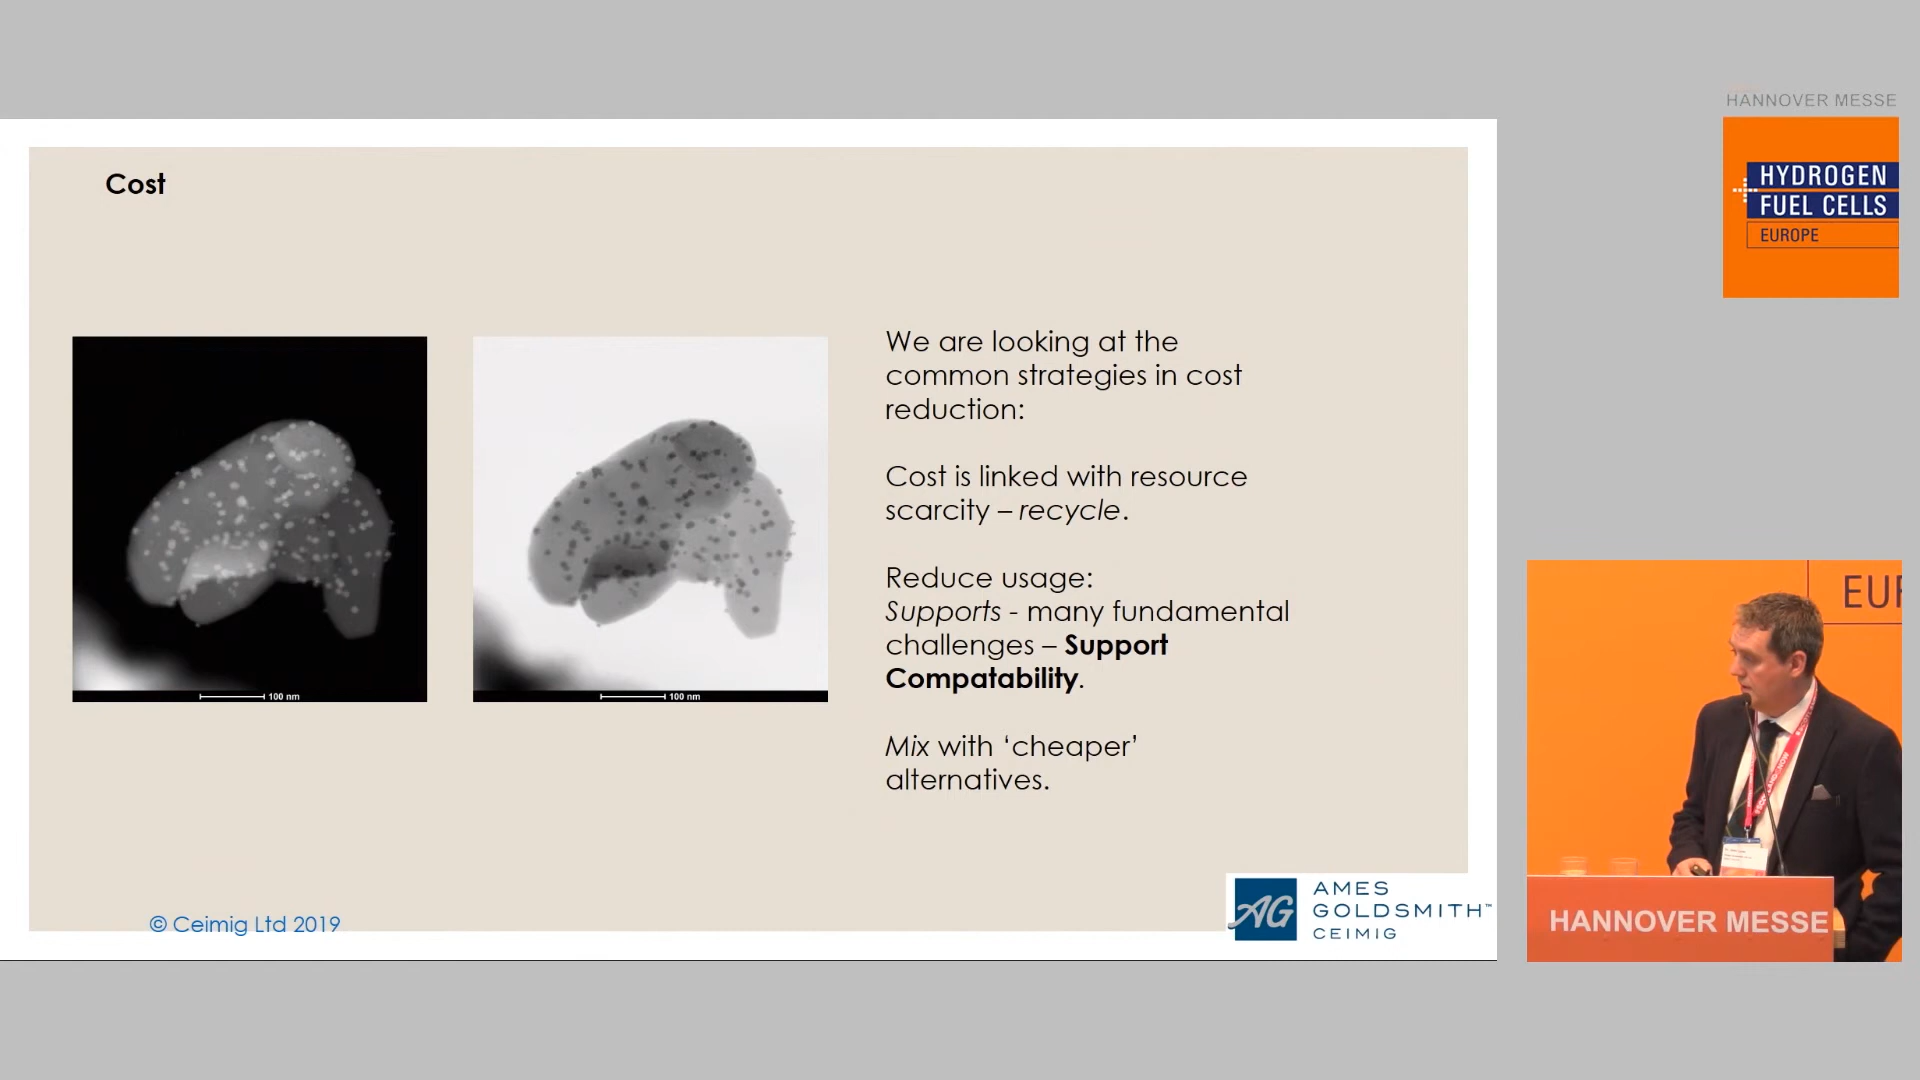 HANNOVER MESSE
HYDROGEN
FUEL CELLS
EUROPE
Cost
We are looking at the
common strategies in cost
reduction:
Cost is linked with resource
scarcity – recycle.
Reduce usage:
Supports - many fundamental
challenges – Support
Compatability.
Mix with ‘cheaper’
alternatives.
100 nm
100 nm
© Ceimig Ltd 2019
AG
AMES
GOLDSMITH™
CEIMIG
EUR
HANNOVER MESSE